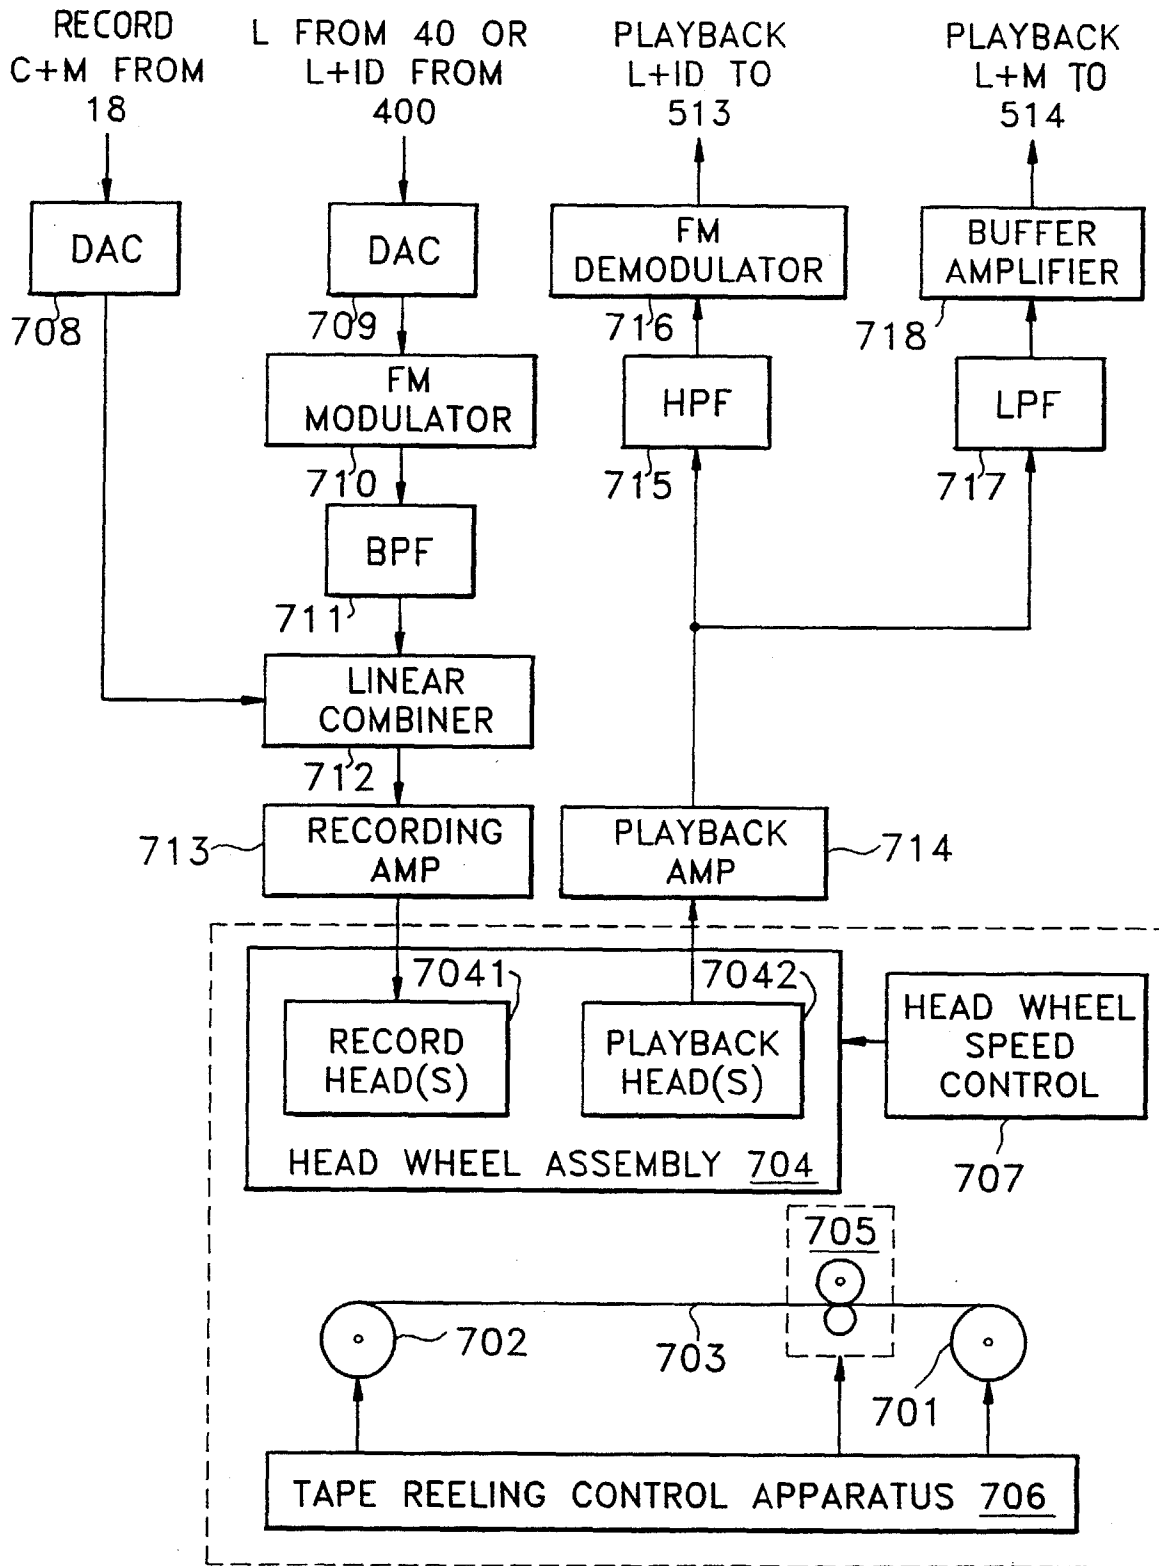 RECORD
C+M FROM
18
L FROM 40 OR
L+ID FROM
400
PLAYBACK
L+ID TO
513
PLAYBACK
L+M TO
514
DAC
708
DAC
709
FM
DEMODULATOR
716
BUFFER
AMPLIFIER
718
FM
MODULATOR
710
HPF
715
LPF
717
BPF
711
LINEAR
COMBINER
712
713
RECORDING
AMP
PLAYBACK
AMP
714
7041
7042
RECORD
HEAD(S)
PLAYBACK
HEAD(S)
HEAD WHEEL
SPEED
CONTROL
HEAD WHEEL ASSEMBLY 704
707
705
702
703
701
TAPE REELING CONTROL APPARATUS 706